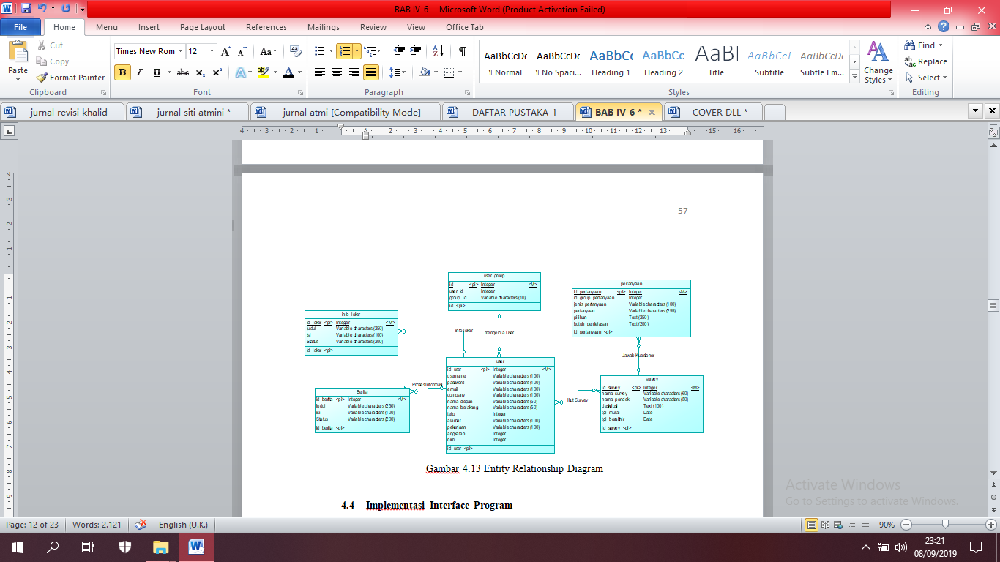 BAB IV-6 - Microsoft Word (Product Activation Failed)
File Home Menu Insert Page Layout References Mailings Review View Office Tab
Paste
Cut
Copy
Format Painter
Clipboard
Times New Rom 12
Font
Paragraph
AaBbCcDc AaBbCcDc AaBbCc AaBbCc AaBb AaBbCcL AaBbCcDc
¶ Normal ¶ No Spaci... Heading 1 Heading 2 Title Subtitle Subtle Em...
Change Styles
Styles
Find
Replace
Select
Editing
jurnal revisi khalid jurnal siti atmini * jurnal atmi [Compatibility Mode] DAFTAR PUSTAKA-1 BAB IV-6 * COVER DLL *
57
user group
id <pi> Integer <M>
user id Integer
group id Variable characters (10)
id <pi>
pertanyaan
id pertanyaan <pi> Integer <M>
id group pertanyaan Integer
jenis pertanyaan Variable characters (100)
pertanyaan Variable characters (255)
pilihan Text (250)
butuh penjelasan Text (200)
id pertanyaan <pi>
info loker
id loker <pi> Integer <M>
judul Variable characters (250)
isi Variable characters (100)
Status Variable characters (200)
id loker <pi>
info loker
mengelola User
Jawab Kuesioner
user
id user <pi> Integer <M>
username Variable characters (100)
password Variable characters (100)
email Variable characters (100)
company Variable characters (100)
nama depan Variable characters (50)
nama belakang Variable characters (50)
telp Integer
alamat Variable characters (100)
pekerjaan Variable characters (100)
angkatan Integer
nim Integer
id user <pi>
Proses Informasi
Berita
id berita <pi> Integer <M>
judul Variable characters (250)
isi Variable characters (100)
Status Variable characters (200)
id berita <pi>
Ikut Survey
survey
id survey <pi> Integer <M>
nama survey Variable characters (60)
nama pendek Variable characters (50)
deskripsi Text (100)
tgl mulai Date
tgl berakhir Date
id survey <pi>
Gambar 4.13 Entity Relationship Diagram
4.4 Implementasi Interface Program
Activate Windows
Go to Settings to activate Windows.
Page: 12 of 23 Words: 2.121 English (U.K.) 90%
23:21
08/09/2019